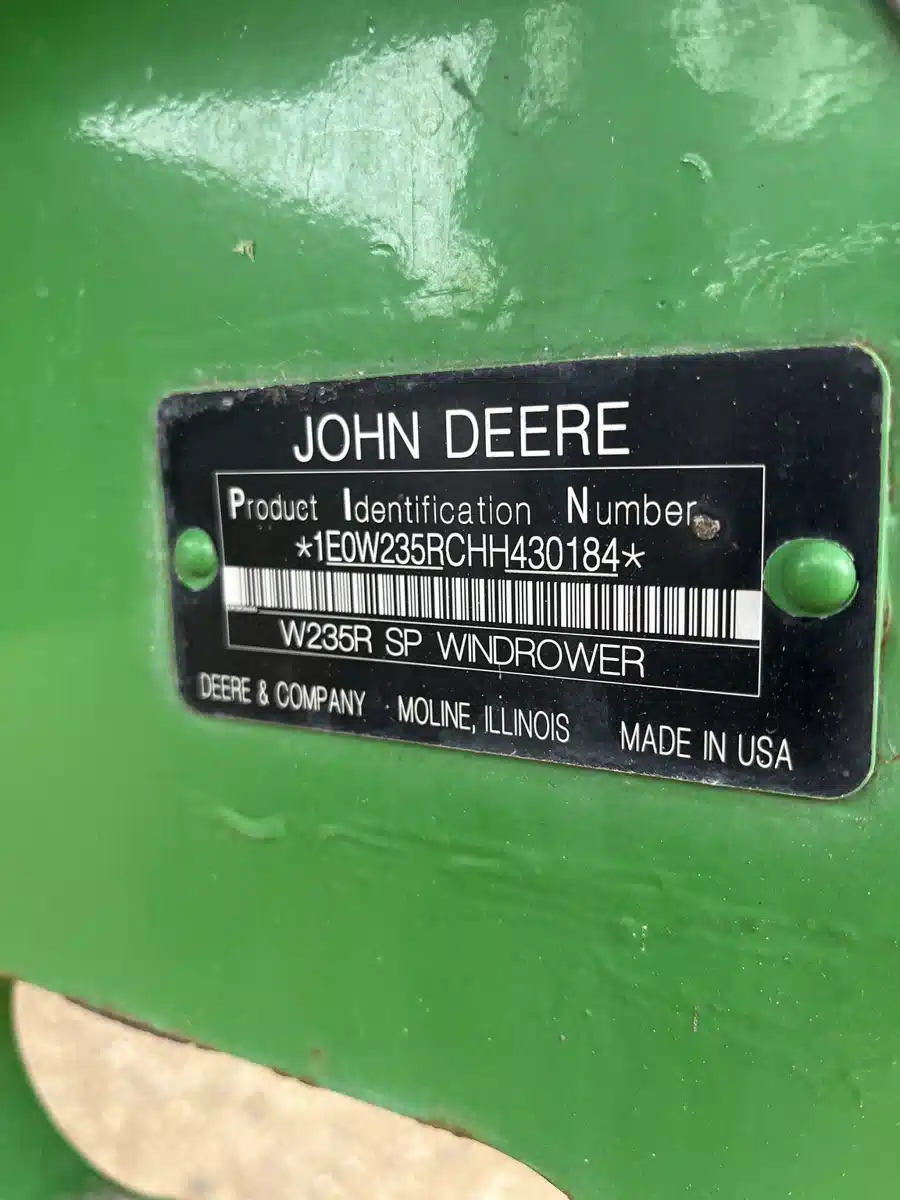 JOHN DEERE
Product Identification Number
*1E0W235RCHH430184*
W235R SP WINDROWER
DEERE & COMPANY MOLINE, ILLINOIS MADE IN USA